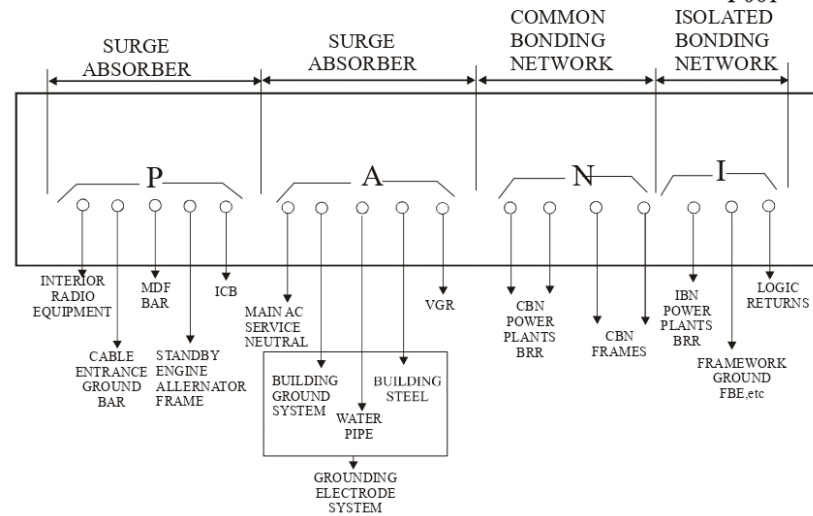 SURGE
ABSORBER
SURGE
ABSORBER
COMMON
BONDING
NETWORK
ISOLATED
BONDING
NETWORK
P
A
N
I
INTERIOR
RADIO
EQUIPMENT
CABLE
ENTRANCE
GROUND
BAR
MDF
BAR
STANDBY
ENGINE
ALLERNATOR
FRAME
ICB
MAIN AC
SERVICE
NEUTRAL
BUILDING
GROUND
SYSTEM
WATER
PIPE
BUILDING
STEEL
VGR
GROUNDING
ELECTRODE
SYSTEM
CBN
POWER
PLANTS
BRR
CBN
FRAMES
IBN
POWER
PLANTS
BRR
FRAMEWORK
GROUND
FBE,etc
LOGIC
RETURNS